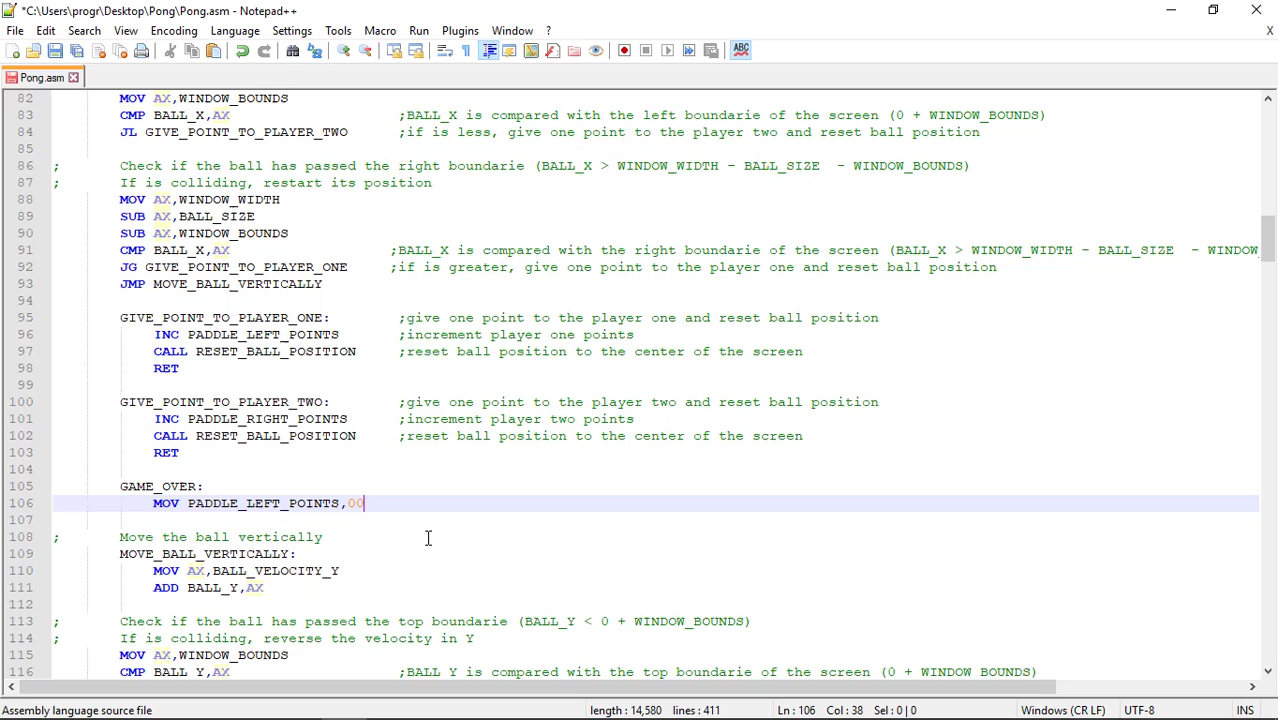 *C:\Users\progr\Desktop\Pong\Pong.asm - Notepad++
File Edit Search View Encoding Language Settings Tools Macro Run Plugins Window ? X
ABC
Pong.asm
82 MOV AX,WINDOW_BOUNDS
83 CMP BALL_X,AX ;BALL_X is compared with the left boundarie of the screen (0 + WINDOW_BOUNDS)
84 JL GIVE_POINT_TO_PLAYER_TWO ;if is less, give one point to the player two and reset ball position
85
86 ; Check if the ball has passed the right boundarie (BALL_X > WINDOW_WIDTH - BALL_SIZE  - WINDOW_BOUNDS)
87 ; If is colliding, restart its position
88 MOV AX,WINDOW_WIDTH
89 SUB AX,BALL_SIZE
90 SUB AX,WINDOW_BOUNDS
91 CMP BALL_X,AX ;BALL_X is compared with the right boundarie of the screen (BALL_X > WINDOW_WIDTH - BALL_SIZE  - WINDOW_
92 JG GIVE_POINT_TO_PLAYER_ONE ;if is greater, give one point to the player one and reset ball position
93 JMP MOVE_BALL_VERTICALLY
94
95 GIVE_POINT_TO_PLAYER_ONE: ;give one point to the player one and reset ball position
96 INC PADDLE_LEFT_POINTS ;increment player one points
97 CALL RESET_BALL_POSITION ;reset ball position to the center of the screen
98 RET
99
100 GIVE_POINT_TO_PLAYER_TWO: ;give one point to the player two and reset ball position
101 INC PADDLE_RIGHT_POINTS ;increment player two points
102 CALL RESET_BALL_POSITION ;reset ball position to the center of the screen
103 RET
104
105 GAME_OVER:
106 MOV PADDLE_LEFT_POINTS,00
107
108 ; Move the ball vertically
109 MOVE_BALL_VERTICALLY:
110 MOV AX,BALL_VELOCITY_Y
111 ADD BALL_Y,AX
112
113 ; Check if the ball has passed the top boundarie (BALL_Y < 0 + WINDOW_BOUNDS)
114 ; If is colliding, reverse the velocity in Y
115 MOV AX,WINDOW_BOUNDS
116 CMP BALL_Y,AX ;BALL_Y is compared with the top boundarie of the screen (0 + WINDOW_BOUNDS)
Assembly language source file length : 14,580 lines : 411 Ln : 106 Col : 38 Sel : 0 | 0 Windows (CR LF) UTF-8 INS